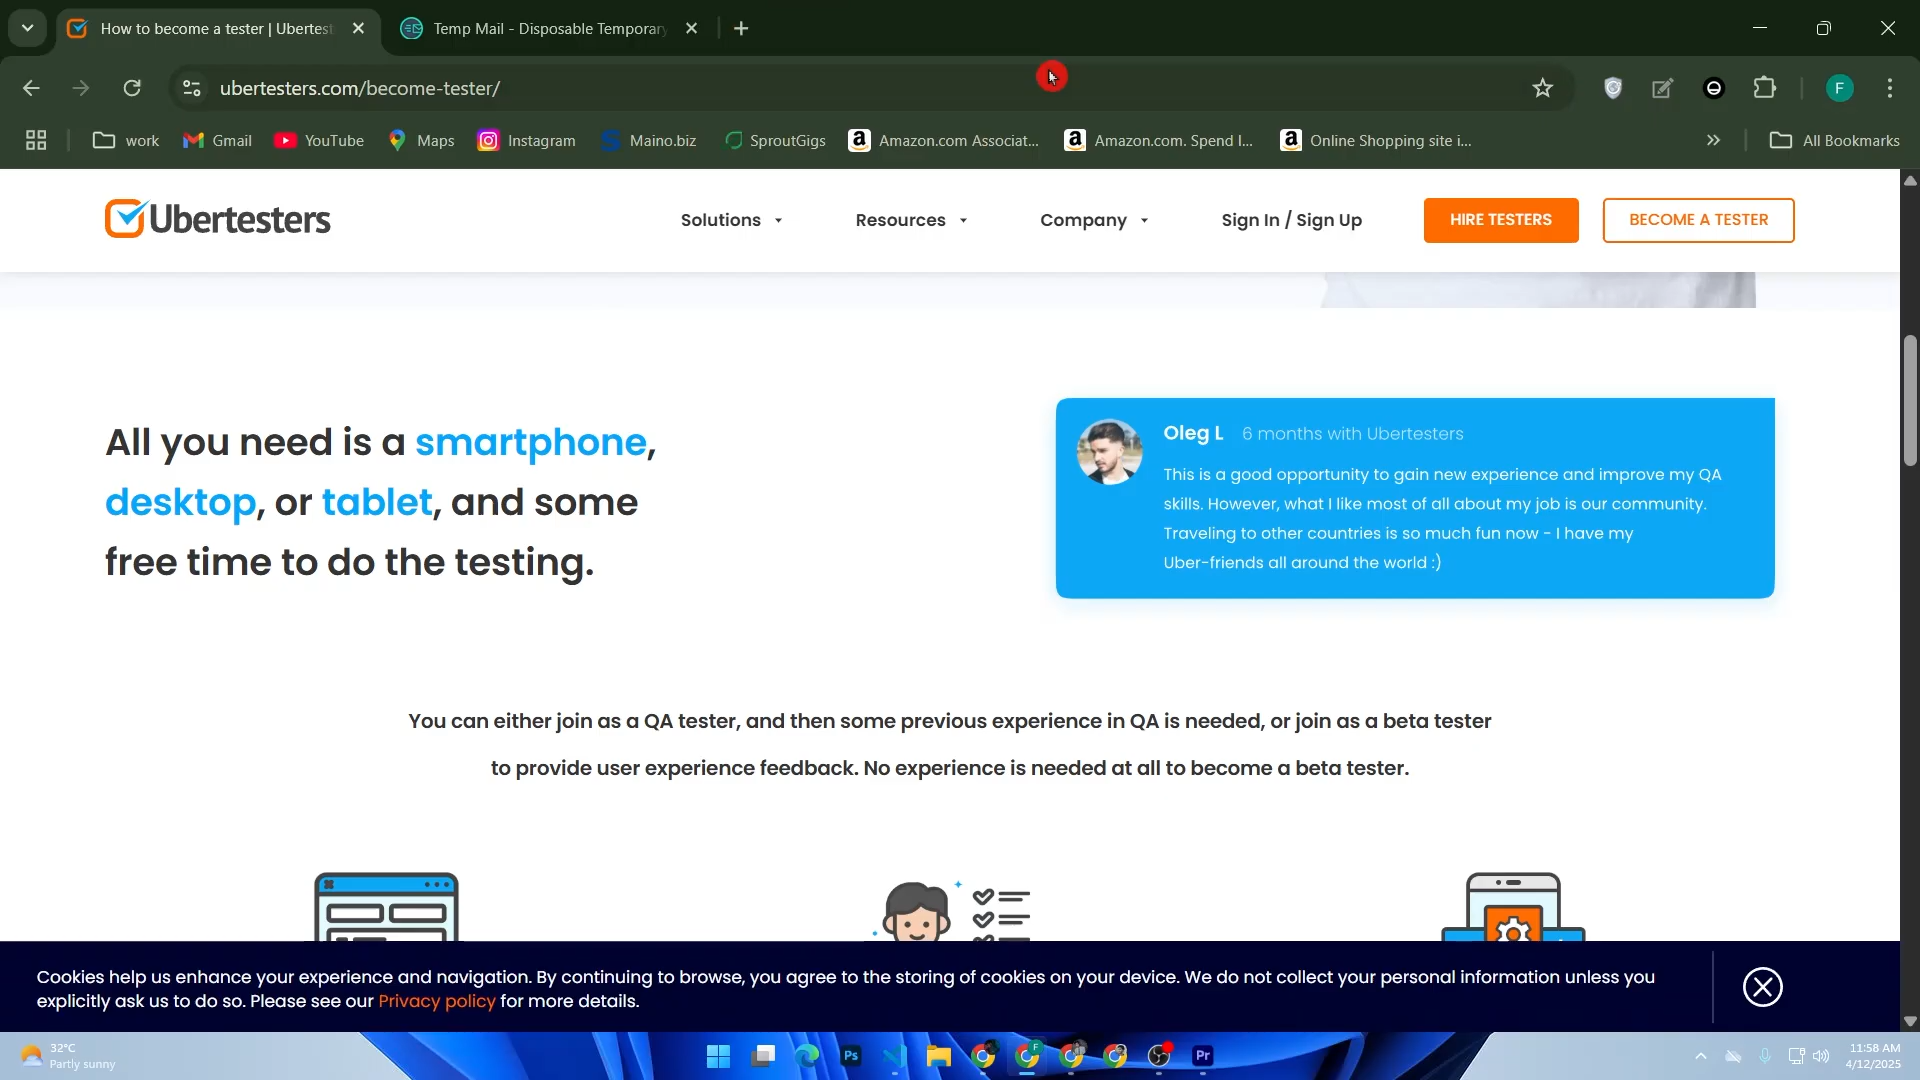 How to become a tester | Ubertest
Temp Mail - Disposable Temporary
ubertesters.com/become-tester/
F
work
Gmail
YouTube
Maps
Instagram
Maino.biz
SproutGigs
Amazon.com Associat...
Amazon.com. Spend l...
Online Shopping site i...
All Bookmarks
Ubertesters
Solutions
Resources
Company
Sign In / Sign Up
HIRE TESTERS
BECOME A TESTER
All you need is a smartphone,
desktop, or tablet, and some
free time to do the testing.
Oleg L 6 months with Ubertesters
This is a good opportunity to gain new experience and improve my QA
skills. However, what I like most of all about my job is our community.
Traveling to other countries is so much fun now - I have my
Uber-friends all around the world :)
You can either join as a QA tester, and then some previous experience in QA is needed, or join as a beta tester
to provide user experience feedback. No experience is needed at all to become a beta tester.
Cookies help us enhance your experience and navigation. By continuing to browse, you agree to the storing of cookies on your device. We do not collect your personal information unless you
explicitly ask us to do so. Please see our Privacy policy for more details.
32°C
Partly sunny
Ps
F
Pr
11:58 AM
4/12/2025